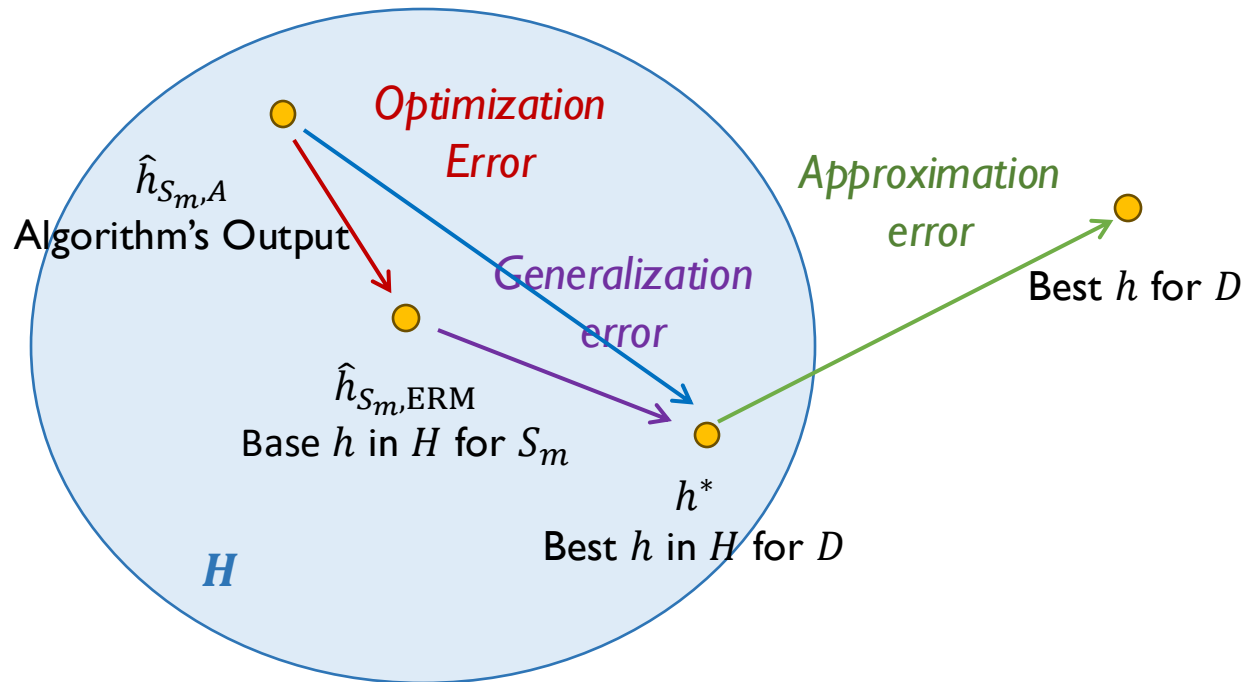 Optimization
Error
ĥ_{S_m,A}
Algorithm's Output
Approximation
error
Best h for D
Generalization
error
ĥ_{S_m,ERM}
Base h in H for S_m
h*
Best h in H for D
H